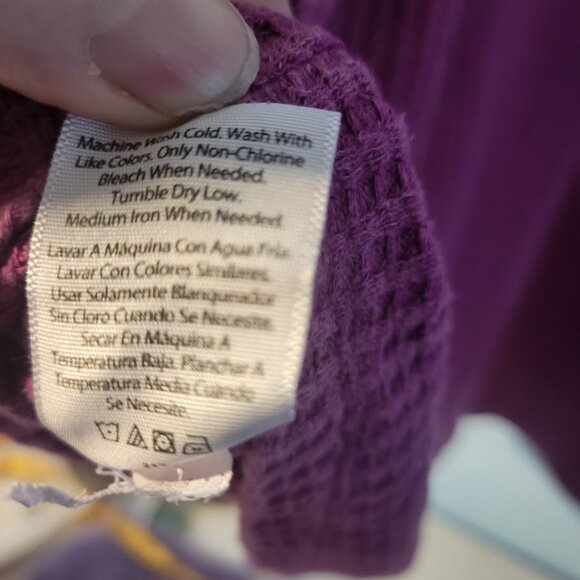 Machine Wash Cold. Wash With
Like Colors. Only Non-Chlorine
Bleach When Needed.
Tumble Dry Low.
Medium Iron When Needed.
Lavar A Máquina Con Agua Fria.
Lavar Con Colores Similares.
Usar Solamente Blanqueador
Sin Cloro Cuando Se Necesite.
Secar En Máquina A
Temperatura Baja. Planchar A
Temperatura Media Cuando
Se Necesite.